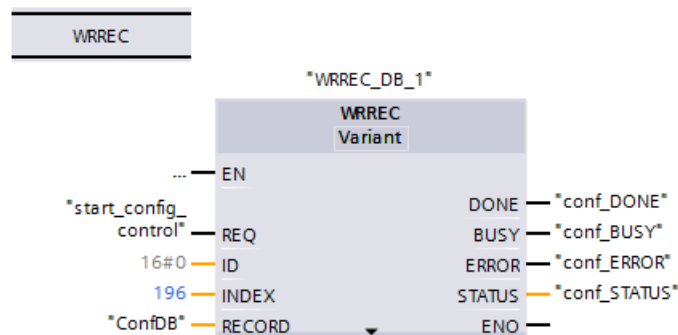 WRREC
"WRREC_DB_1"
WRREC
Variant
... EN
DONE "conf_DONE"
"start_config_
control" REQ
BUSY "conf_BUSY"
16#0 ID
ERROR "conf_ERROR"
196 INDEX
STATUS "conf_STATUS"
"ConfDB" RECORD
ENO